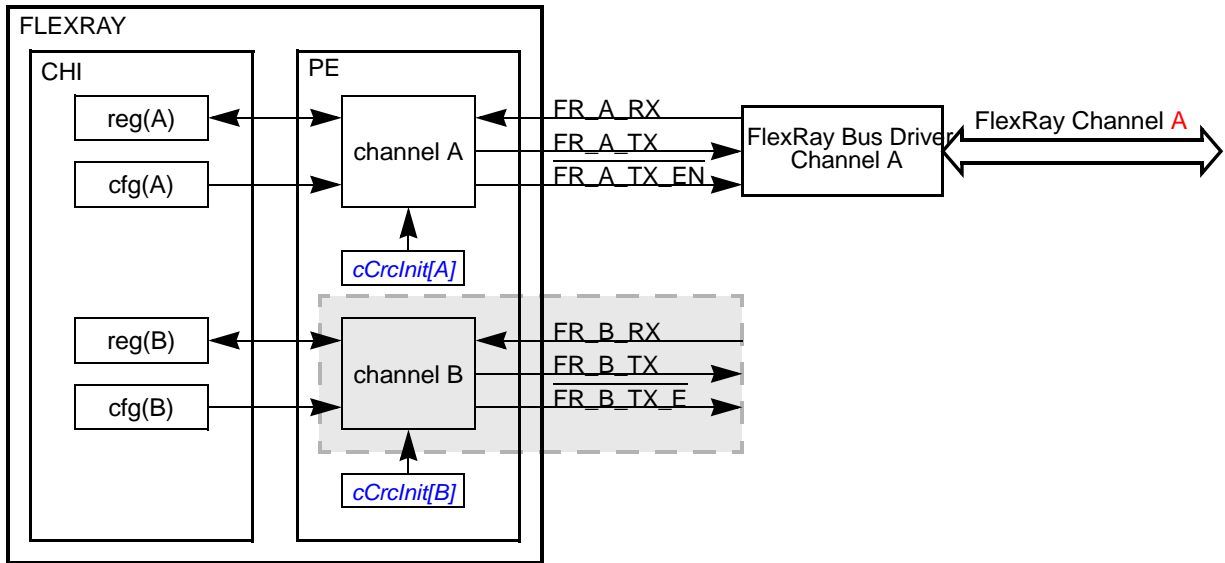 FLEXRAY
CHI
PE
reg(A)
cfg(A)
channel A
cCrcInit[A]
FR_A_RX
FR_A_TX
FR_A_TX_EN
FlexRay Bus Driver
Channel A
FlexRay Channel A
reg(B)
cfg(B)
channel B
cCrcInit[B]
FR_B_RX
FR_B_TX
FR_B_TX_E